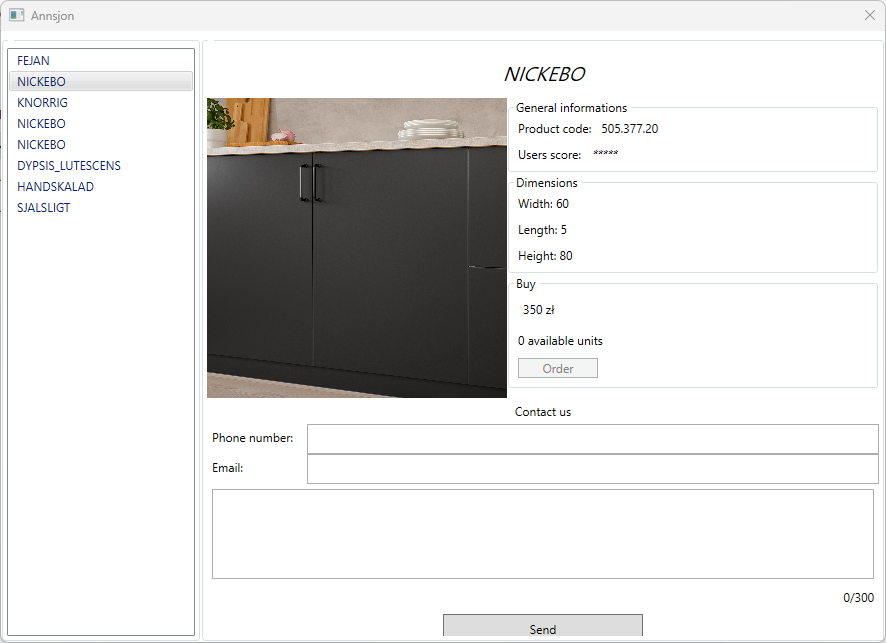 Annsjon
FEJAN
NICKEBO
KNORRIG
NICKEBO
NICKEBO
DYPSIS_LUTESCENS
HANDSKALAD
SJALSLIGT
NICKEBO
General informations
Product code: 505.377.20
Users score: *****
Dimensions
Width: 60
Length: 5
Height: 80
Buy
350 zł
0 available units
Order
Contact us
Phone number:
Email:
0/300
Send